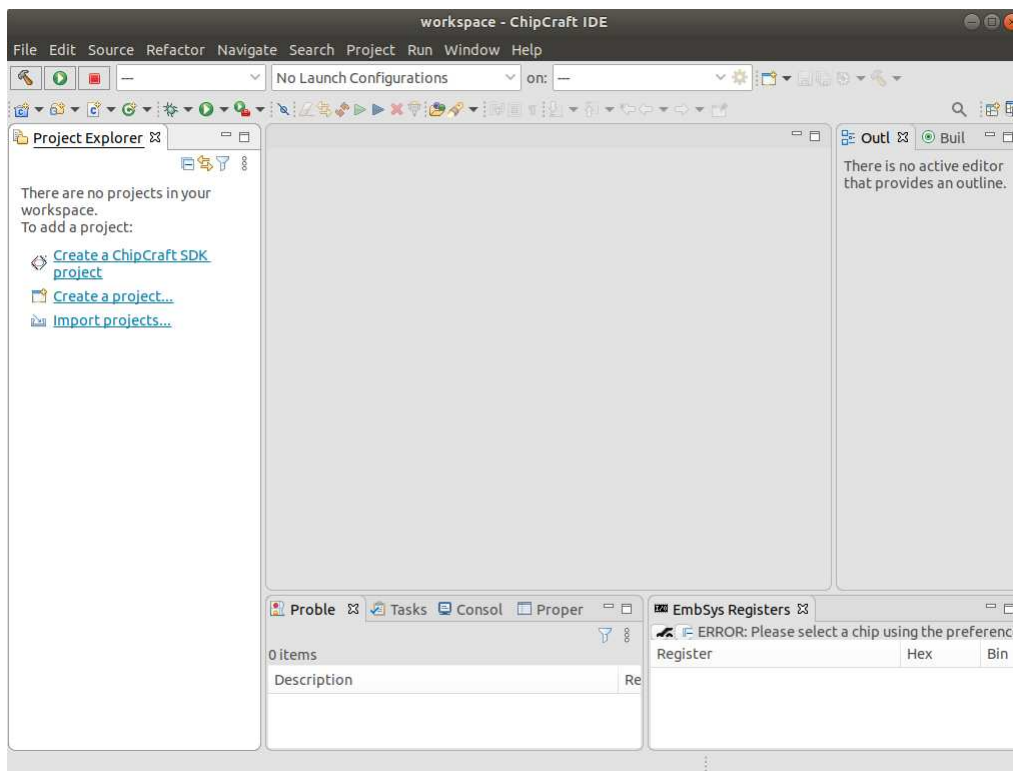 workspace - ChipCraft IDE
File Edit Source Refactor Navigate Search Project Run Window Help
--- No Launch Configurations on: ---
Project Explorer
There are no projects in your
workspace.
To add a project:
Create a ChipCraft SDK
project
Create a project...
Import projects...
Outl Buil
There is no active editor
that provides an outline.
Proble Tasks Consol Proper
0 items
Description Re
EmbSys Registers
ERROR: Please select a chip using the preferenc
Register Hex Bin